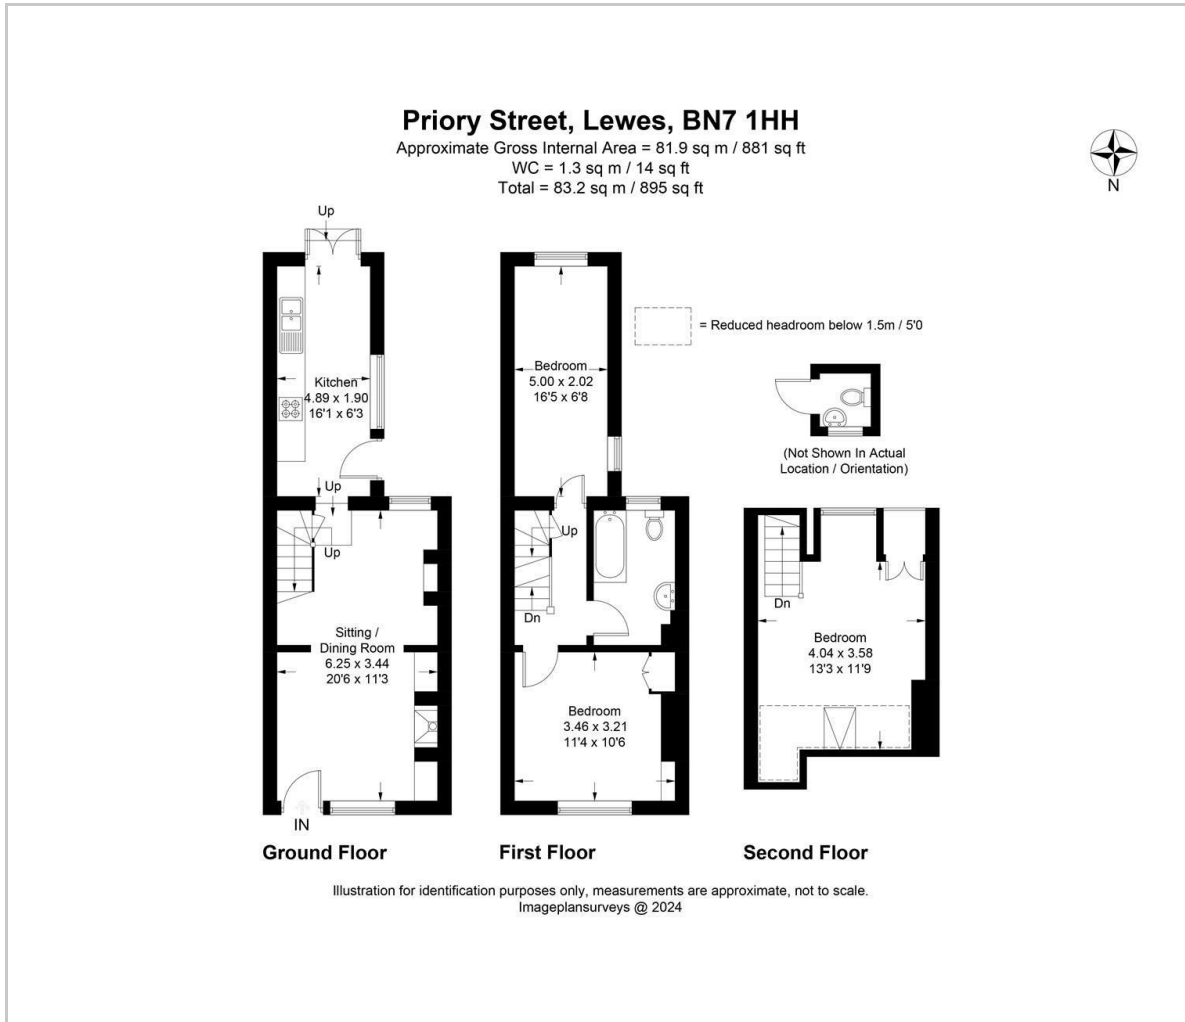 Priory Street, Lewes, BN7 1HH
Approximate Gross Internal Area = 81.9 sq m / 881 sq ft
WC = 1.3 sq m / 14 sq ft
Total = 83.2 sq m / 895 sq ft
N
Up
Kitchen
4.89 x 1.90
16'1 x 6'3
Up
Up
Sitting /
Dining Room
6.25 x 3.44
20'6 x 11'3
IN
Ground Floor
Bedroom
5.00 x 2.02
16'5 x 6'8
Up
Dn
Bedroom
3.46 x 3.21
11'4 x 10'6
First Floor
= Reduced headroom below 1.5m / 5'0
(Not Shown In Actual
Location / Orientation)
Dn
Bedroom
4.04 x 3.58
13'3 x 11'9
Second Floor
Illustration for identification purposes only, measurements are approximate, not to scale.
Imageplansurveys @ 2024